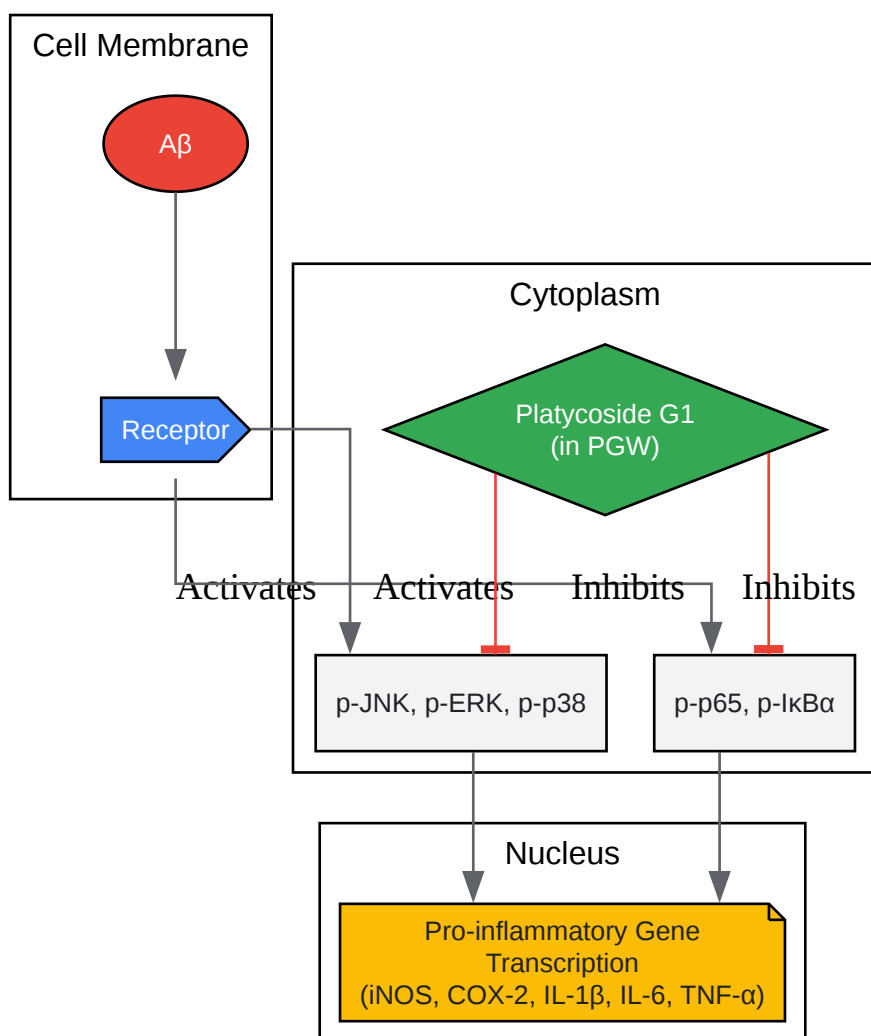 Cell Membrane
Aβ
Receptor
Cytoplasm
Platycoside G1
(in PGW)
Activates
Activates
Inhibits
Inhibits
p-JNK, p-ERK, p-p38
p-p65, p-IκBα
Nucleus
Pro-inflammatory Gene
Transcription
(iNOS, COX-2, IL-1β, IL-6, TNF-α)